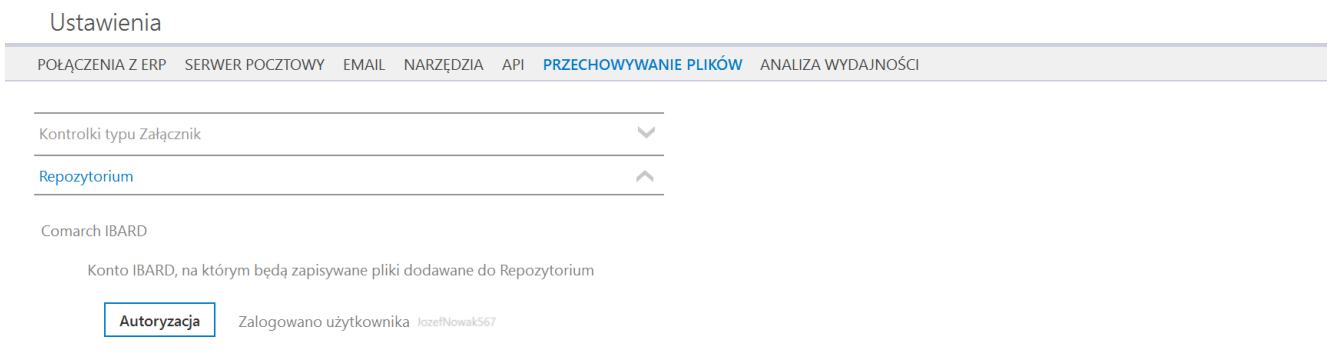 Ustawienia
POŁĄCZENIA Z ERP SERWER POCZTOWY EMAIL NARZĘDZIA API PRZECHOWYWANIE PLIKÓW ANALIZA WYDAJNOŚCI
Kontrolki typu Załącznik
Repozytorium
Comarch IBARD
Konto IBARD, na którym będą zapisywane pliki dodawane do Repozytorium
Autoryzacja Zalogowano użytkownika JozefNowak567